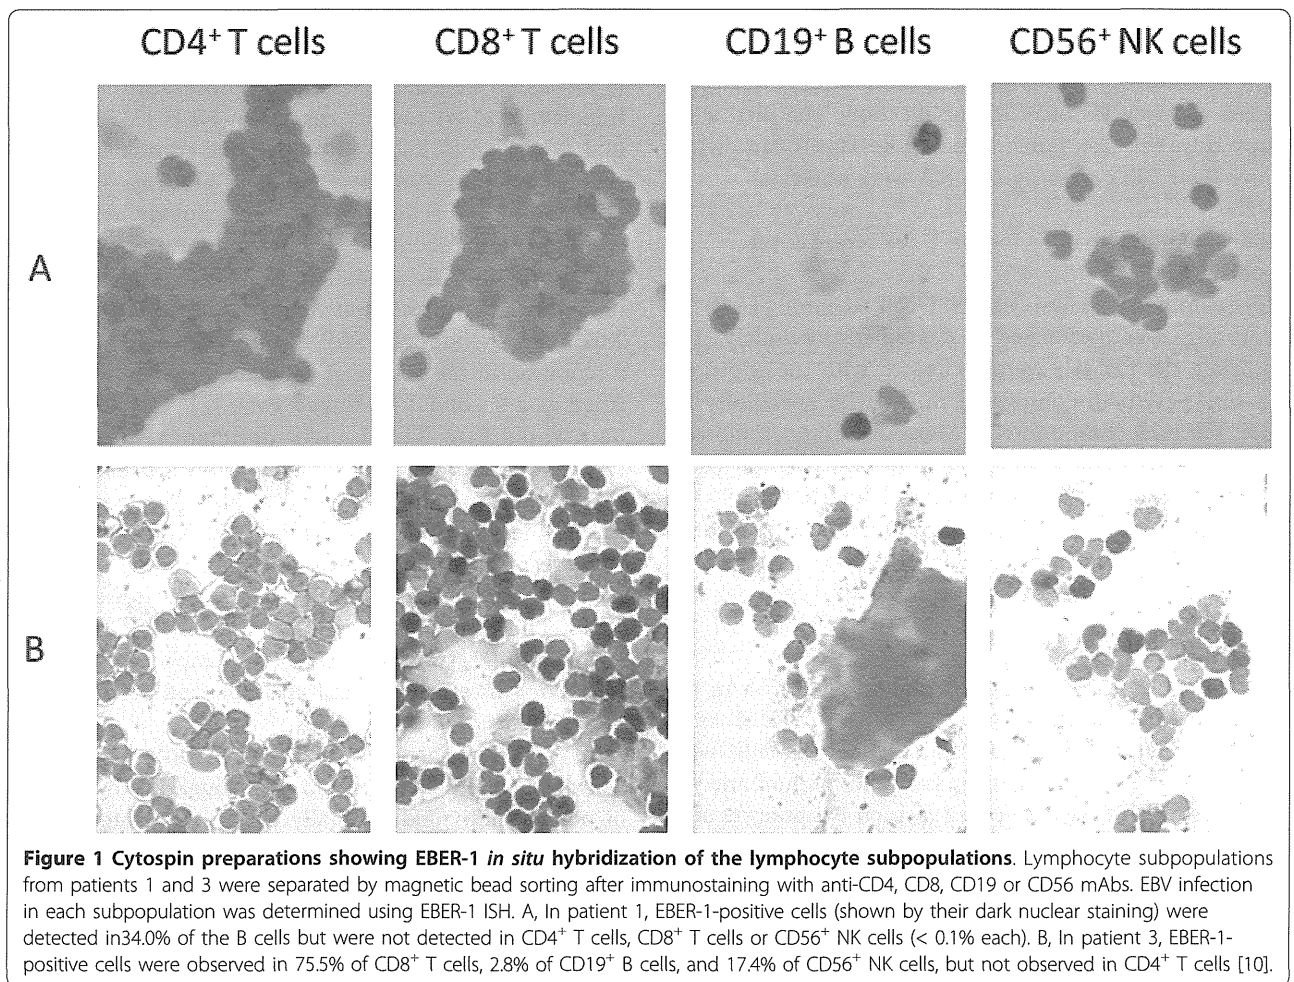 CD4+ T cells CD8+ T cells CD19+ B cells CD56+ NK cells
A
B
Figure 1 Cytospin preparations showing EBER-1 in situ hybridization of the lymphocyte subpopulations. Lymphocyte subpopulations
from patients 1 and 3 were separated by magnetic bead sorting after immunostaining with anti-CD4, CD8, CD19 or CD56 mAbs. EBV infection
in each subpopulation was determined using EBER-1 ISH. A, In patient 1, EBER-1-positive cells (shown by their dark nuclear staining) were
detected in34.0% of the B cells but were not detected in CD4+ T cells, CD8+ T cells or CD56+ NK cells (< 0.1% each). B, In patient 3, EBER-1-
positive cells were observed in 75.5% of CD8+ T cells, 2.8% of CD19+ B cells, and 17.4% of CD56+ NK cells, but not observed in CD4+ T cells [10].